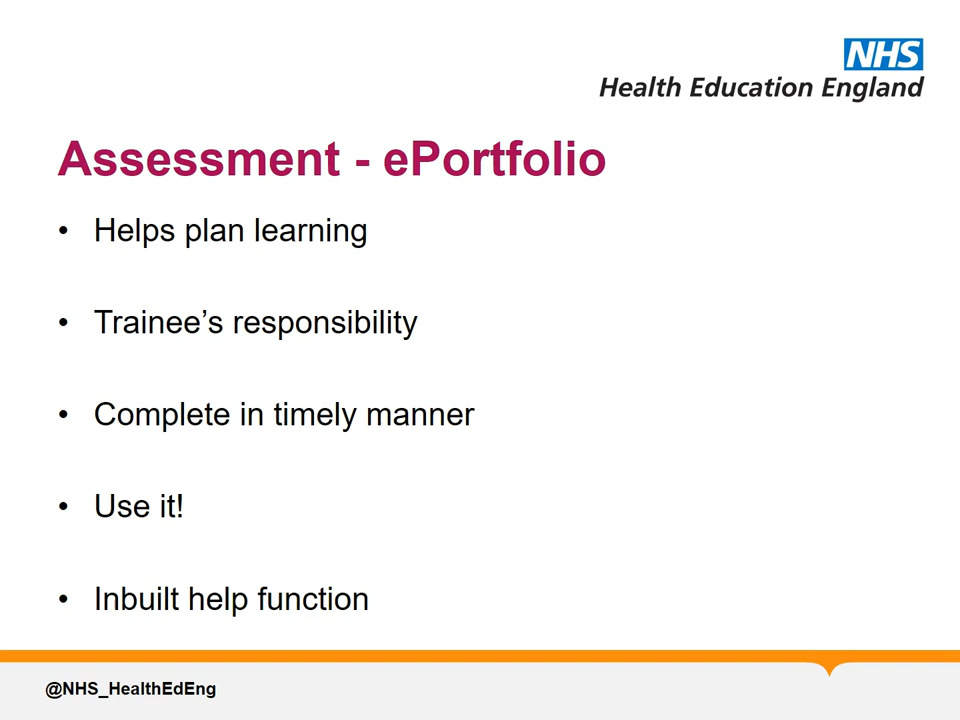 NHS
Health Education England
Assessment - ePortfolio
• Helps plan learning
• Trainee’s responsibility
• Complete in timely manner
• Use it!
• Inbuilt help function
@NHS_HealthEdEng